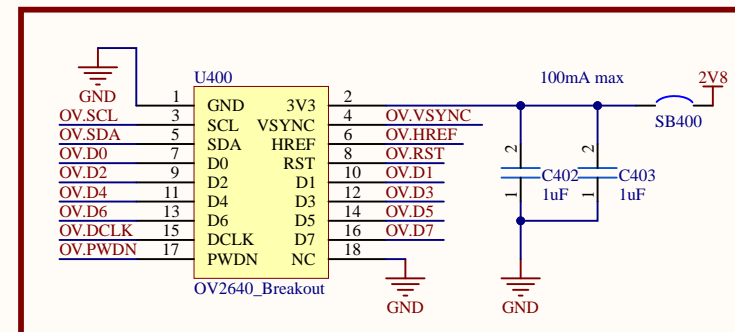 U400
100mA max
2V8
GND
1 GND 3V3 2
OV.SCL 3 SCL VSYNC 4 OV.VSYNC
SB400
OV.SDA 5 SDA HREF 6 OV.HREF
OV.D0 7 D0 RST 8 OV.RST
OV.D2 9 D2 D1 10 OV.D1
OV.D4 11 D4 D3 12 OV.D3
OV.D6 13 D6 D5 14 OV.D5
OV.DCLK 15 DCLK D7 16 OV.D7
OV.PWDN 17 PWDN NC 18
2 1 C402 1uF
2 1 C403 1uF
OV2640_Breakout
GND
GND